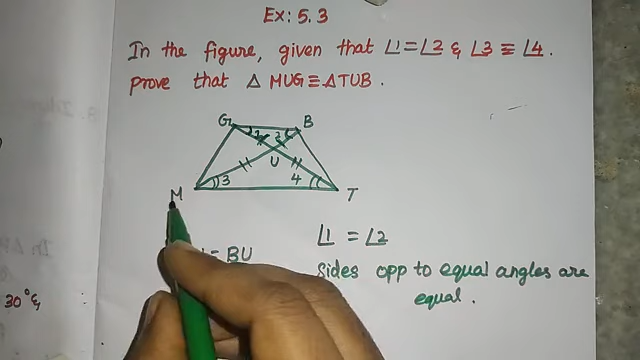 Ex: 5.3
In the figure, given that ∠1 = ∠2 & ∠3 ≡ ∠4.
Prove that △ MUG ≡ △ TUB.
G B
1 2
U
3 4
M T
= BU ∠1 = ∠2
Sides opp to equal angles are
equal.
30°